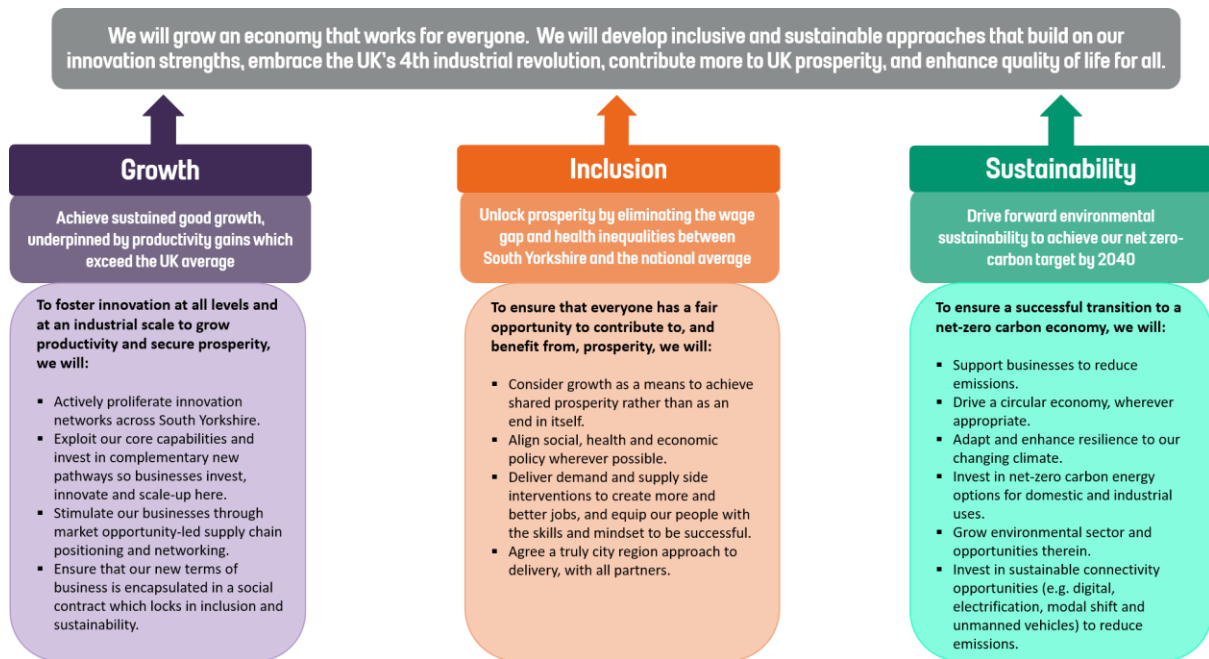 We will grow an economy that works for everyone.  We will develop inclusive and sustainable approaches that build on our
innovation strengths, embrace the UK's 4th industrial revolution, contribute more to UK prosperity, and enhance quality of life for all.
Growth
Achieve sustained good growth,
underpinned by productivity gains which
exceed the UK average
To foster innovation at all levels and
at an industrial scale to grow
productivity and secure prosperity,
we will:
▪ Actively proliferate innovation
networks across South Yorkshire.
▪ Exploit our core capabilities and
invest in complementary new
pathways so businesses invest,
innovate and scale-up here.
▪ Stimulate our businesses through
market opportunity-led supply chain
positioning and networking.
▪ Ensure that our new terms of
business is encapsulated in a social
contract which locks in inclusion and
sustainability.
Inclusion
Unlock prosperity by eliminating the wage
gap and health inequalities between
South Yorkshire and the national average
To ensure that everyone has a fair
opportunity to contribute to, and
benefit from, prosperity, we will:
▪ Consider growth as a means to achieve
shared prosperity rather than as an
end in itself.
▪ Align social, health and economic
policy wherever possible.
▪ Deliver demand and supply side
interventions to create more and
better jobs, and equip our people with
the skills and mindset to be successful.
▪ Agree a truly city region approach to
delivery, with all partners.
Sustainability
Drive forward environmental
sustainability to achieve our net zero-
carbon target by 2040
To ensure a successful transition to a
net-zero carbon economy, we will:
▪ Support businesses to reduce
emissions.
▪ Drive a circular economy, wherever
appropriate.
▪ Adapt and enhance resilience to our
changing climate.
▪ Invest in net-zero carbon energy
options for domestic and industrial
uses.
▪ Grow environmental sector and
opportunities therein.
▪ Invest in sustainable connectivity
opportunities (e.g. digital,
electrification, modal shift and
unmanned vehicles) to reduce
emissions.